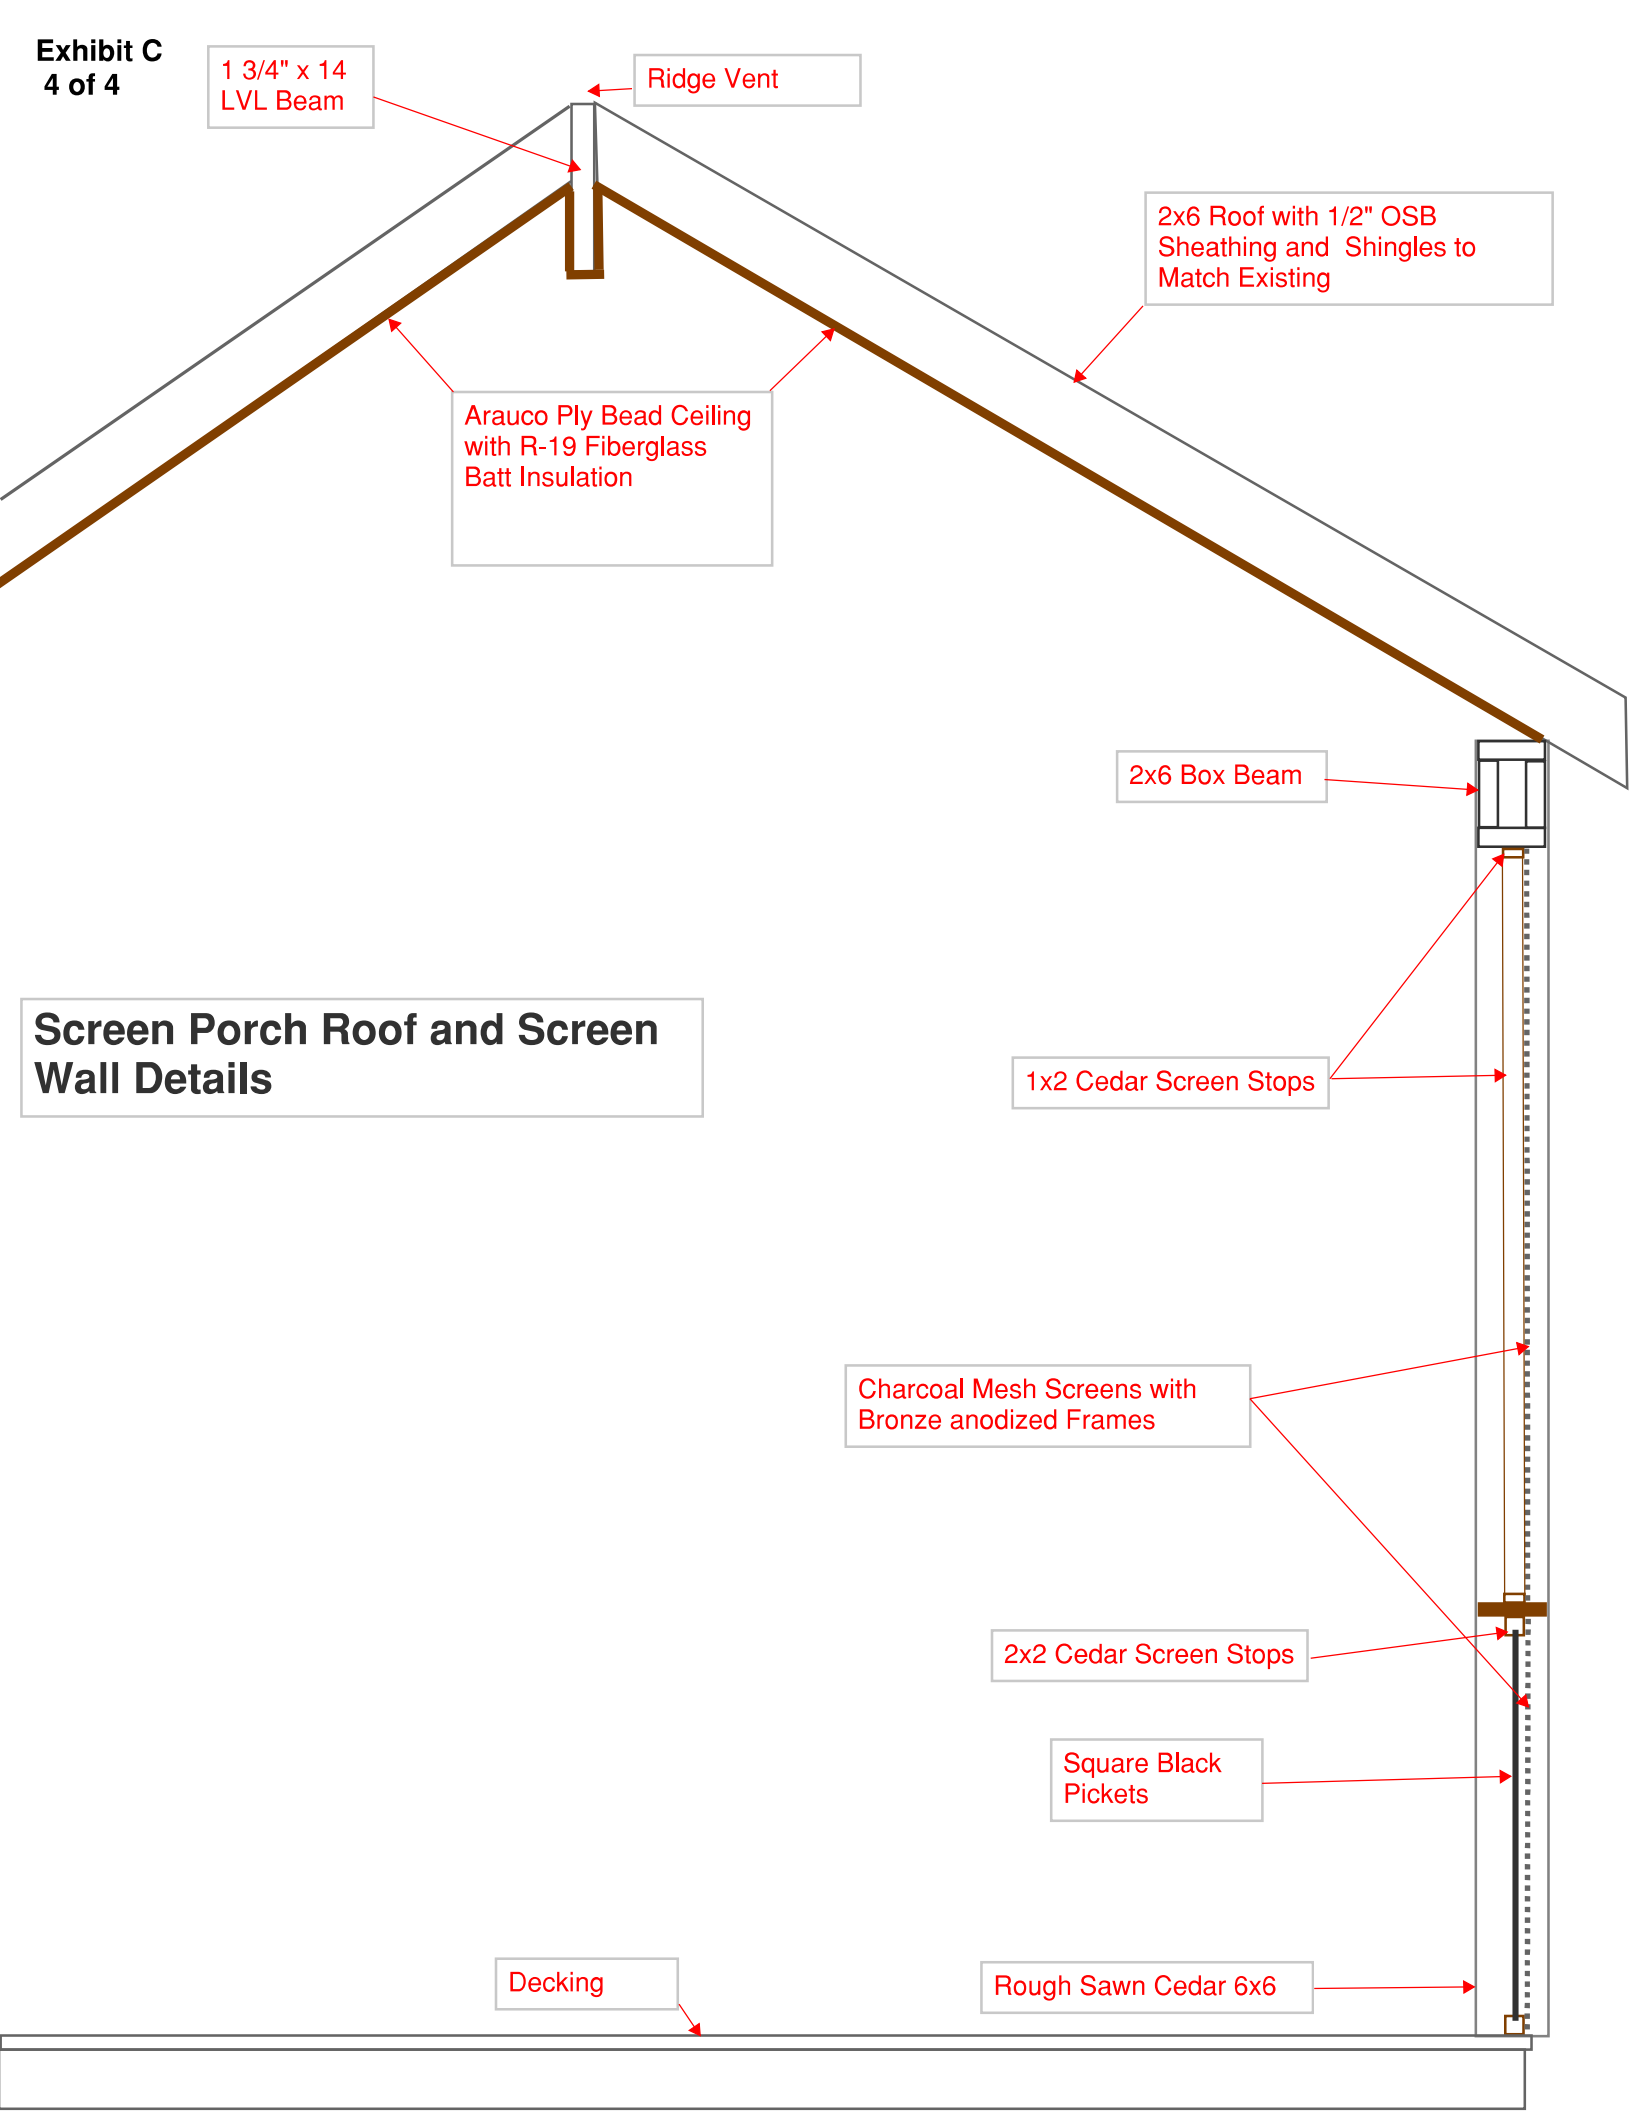 Exhibit C
4 of 4
1 3/4" x 14
LVL Beam
Ridge Vent
2x6 Roof with 1/2" OSB
Sheathing and  Shingles to
Match Existing
Arauco Ply Bead Ceiling
with R-19 Fiberglass
Batt Insulation
2x6 Box Beam
Screen Porch Roof and Screen
Wall Details
1x2 Cedar Screen Stops
Charcoal Mesh Screens with
Bronze anodized Frames
2x2 Cedar Screen Stops
Square Black
Pickets
Decking
Rough Sawn Cedar 6x6